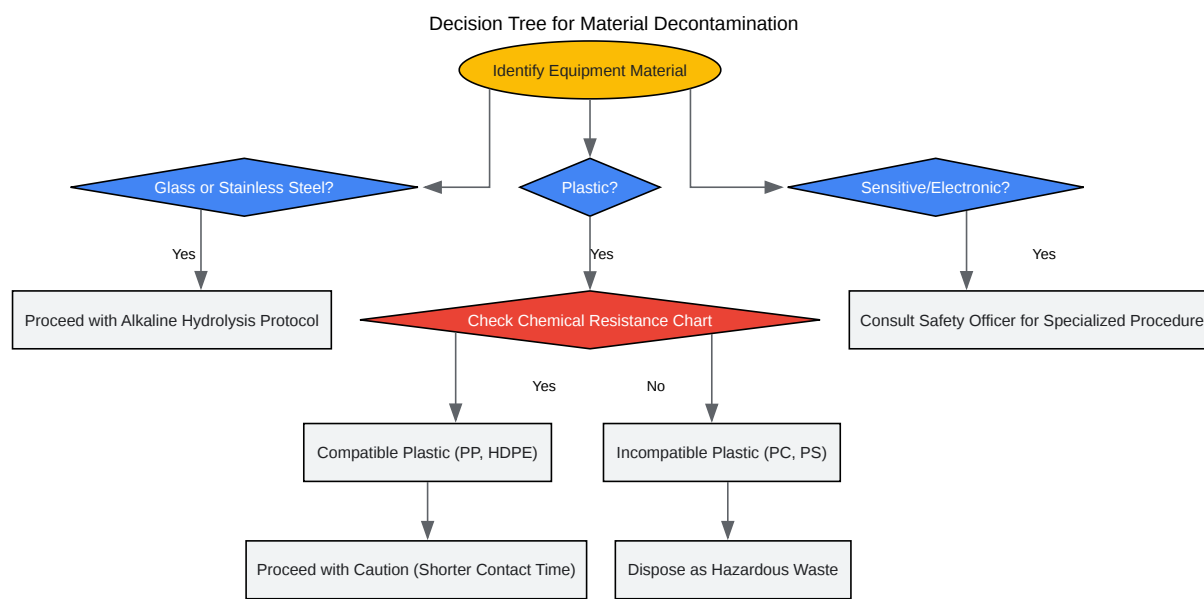 Decision Tree for Material Decontamination
Identify Equipment Material
Glass or Stainless Steel?
Plastic?
Sensitive/Electronic?
Yes
Yes
Yes
Proceed with Alkaline Hydrolysis Protocol
Check Chemical Resistance Chart
Consult Safety Officer for Specialized Procedure
Yes
No
Compatible Plastic (PP, HDPE)
Incompatible Plastic (PC, PS)
Proceed with Caution (Shorter Contact Time)
Dispose as Hazardous Waste